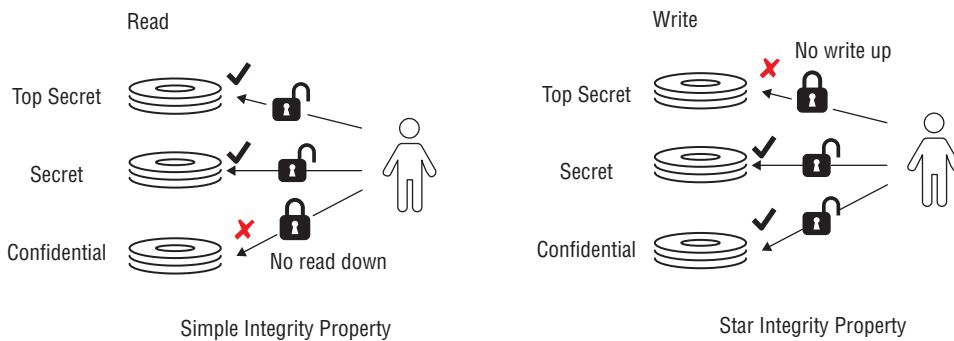 Read
Top Secret
Secret
Confidential
No read down
Simple Integrity Property
Write
No write up
Top Secret
Secret
Confidential
Star Integrity Property